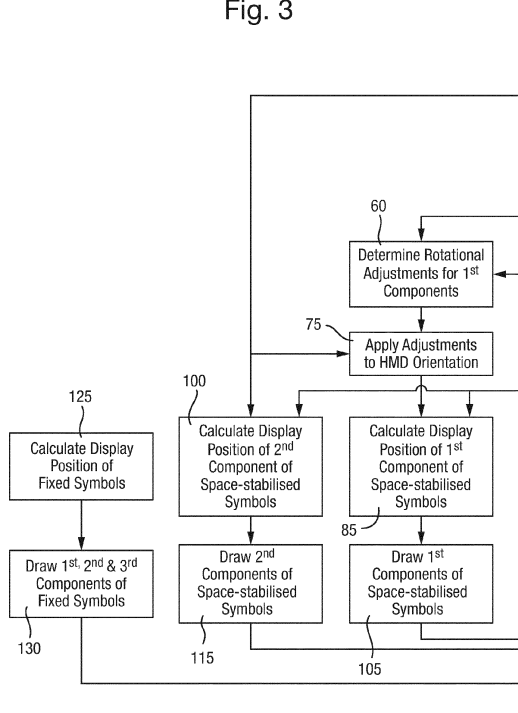 Fig. 3
60
Determine Rotational
Adjustments for 1st
Components
75
Apply Adjustments
to HMD Orientation
125
Calculate Display
Position of
Fixed Symbols
100
Calculate Display
Position of 2nd
Component of
Space-stabilised
Symbols
Calculate Display
Position of 1st
Component of
Space-stabilised
Symbols
85
Draw 1st, 2nd & 3rd
Components of
Fixed Symbols
130
Draw 2nd
Components of
Space-stabilised
Symbols
115
Draw 1st
Components of
Space-stabilised
Symbols
105